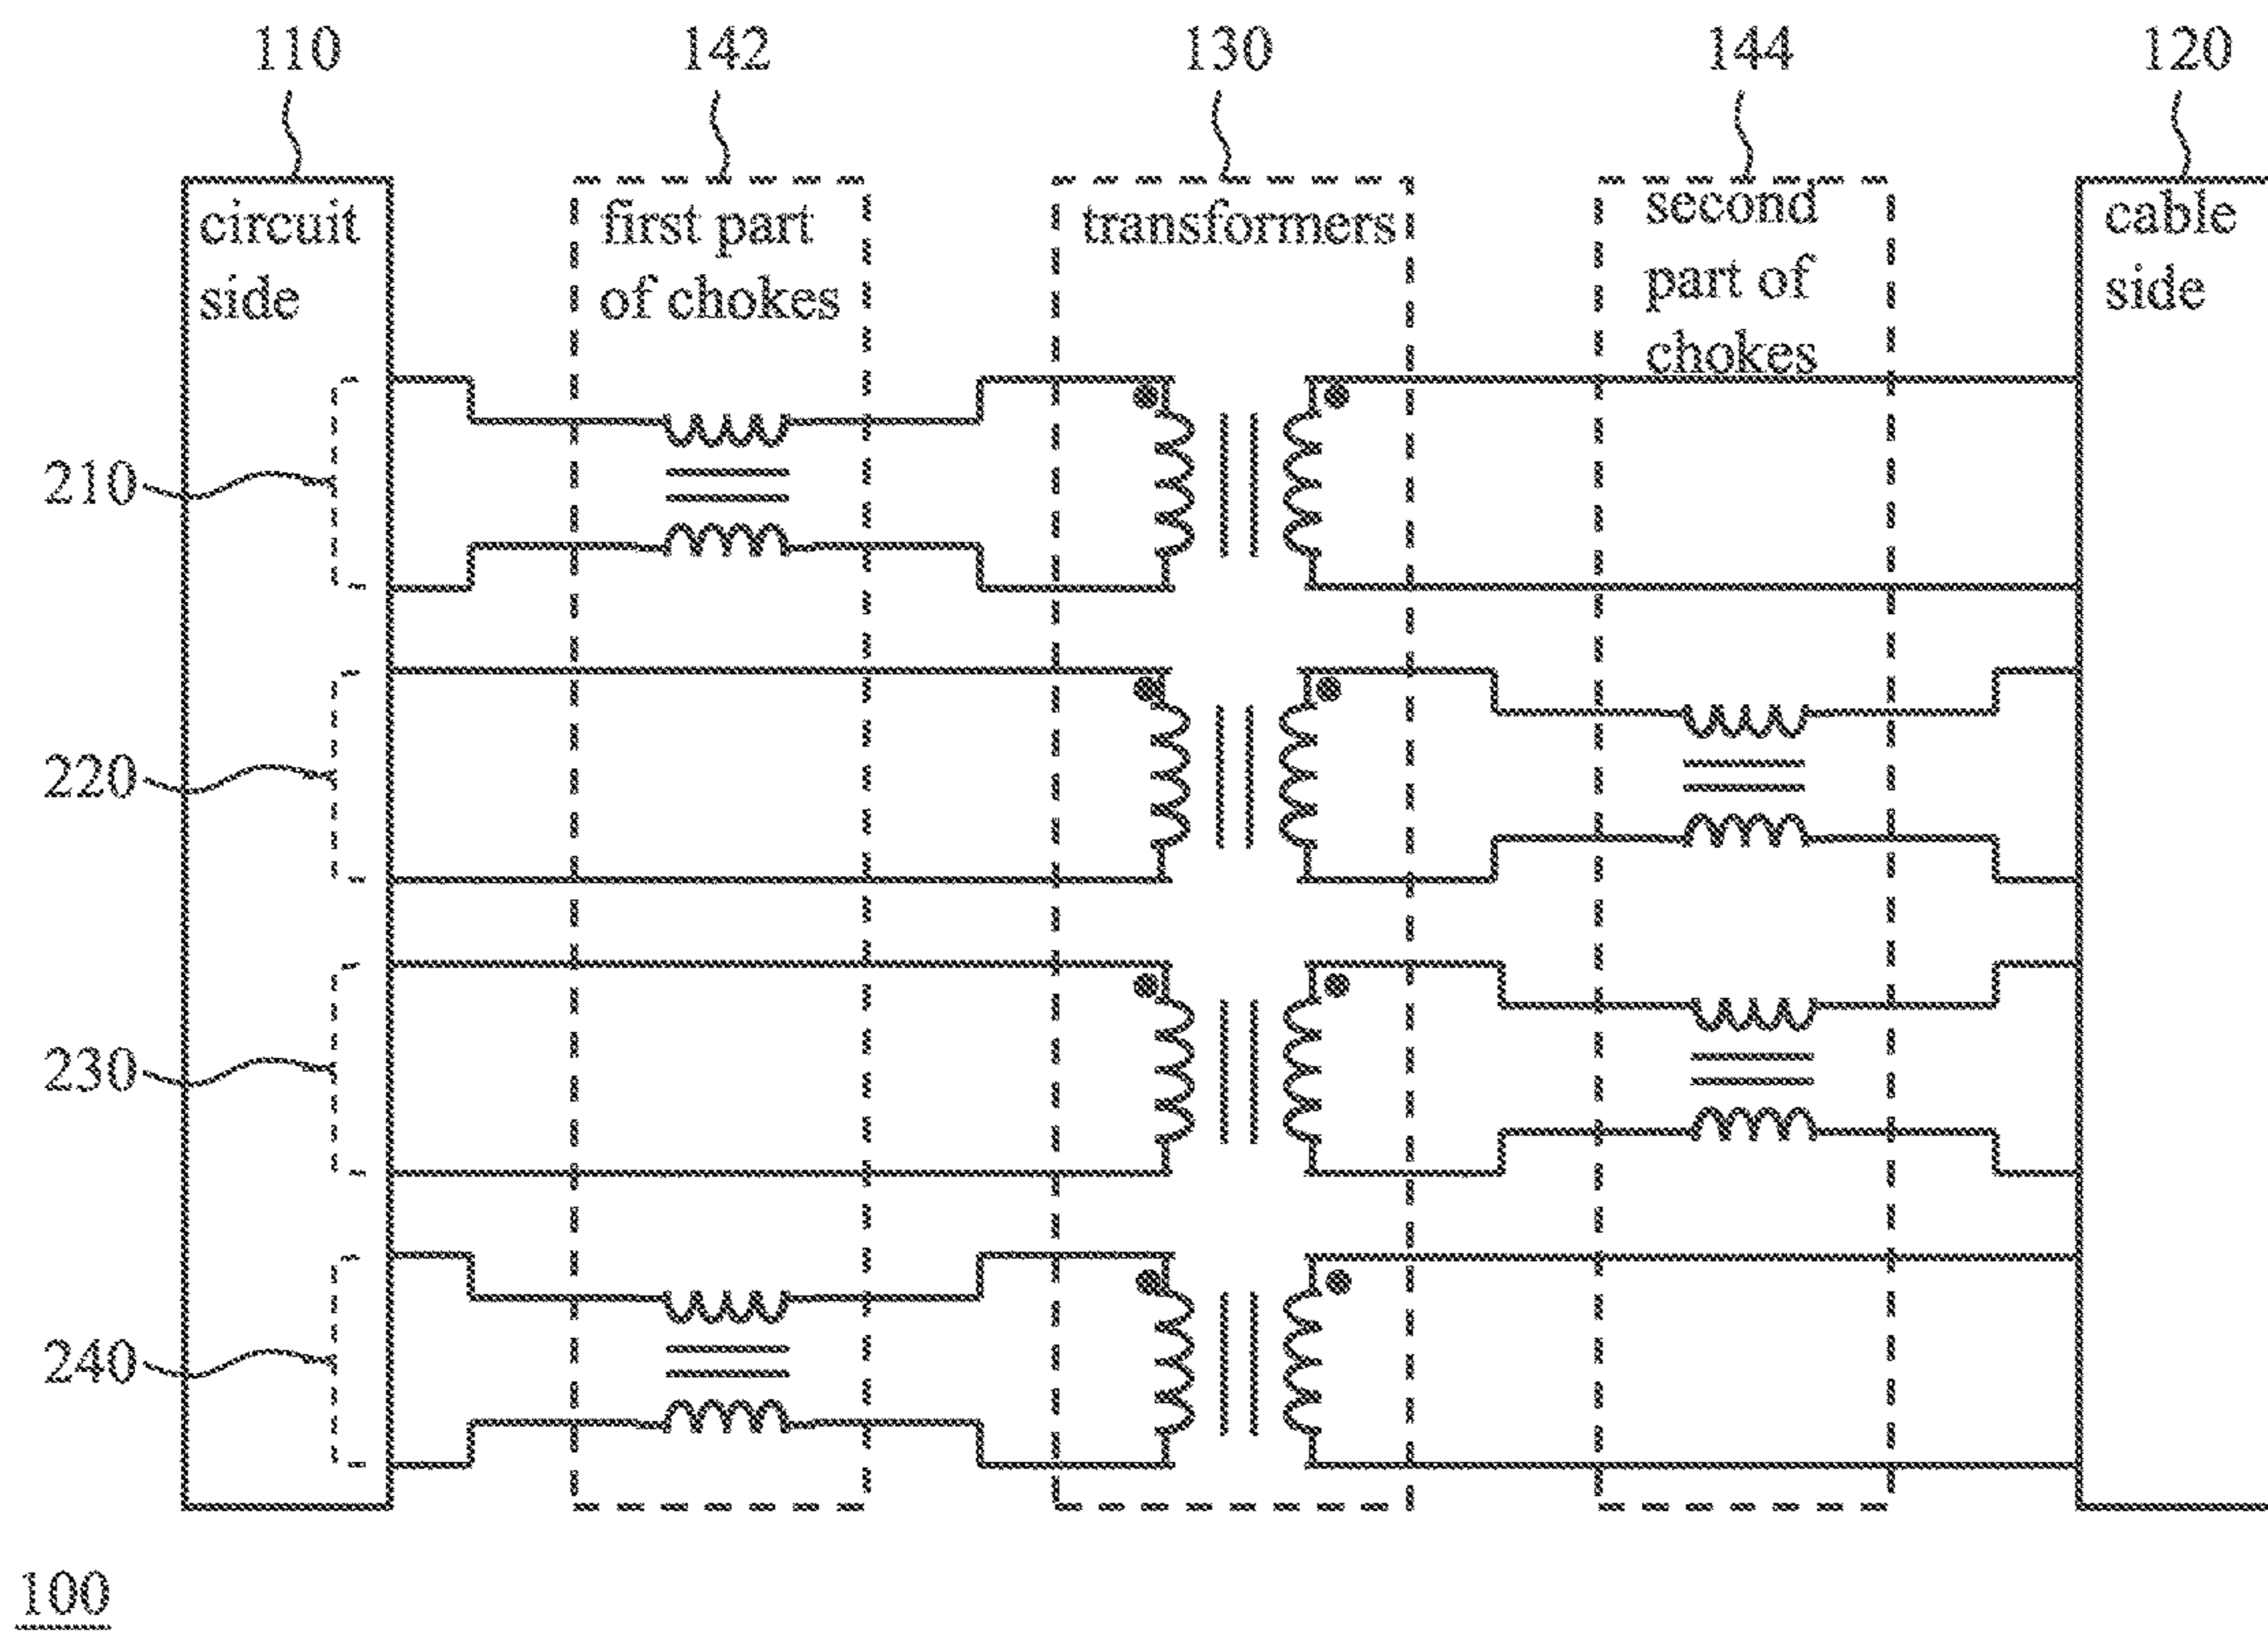 110
142
130
144
120
circuit
side
first part
of chokes
transformers
second
part of
chokes
cable
side
210
220
230
240
100